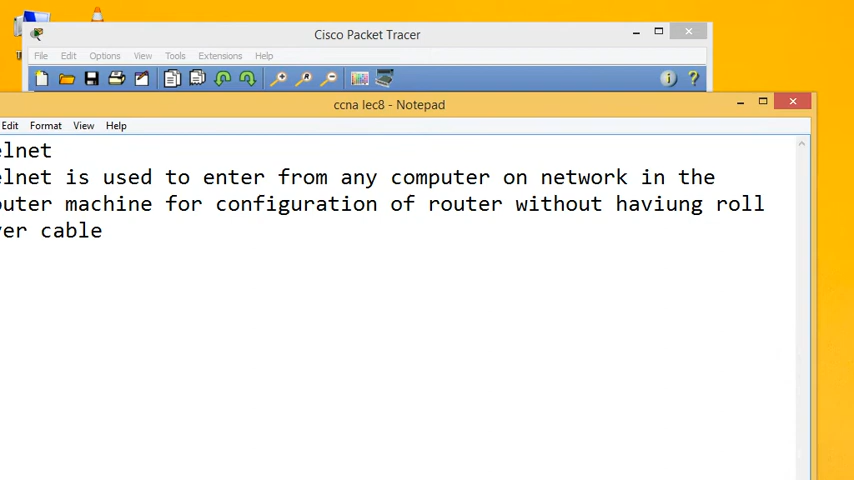 Cisco Packet Tracer
File Edit Options View Tools Extensions Help
ccna lec8 - Notepad
Edit Format View Help
elnet
elnet is used to enter from any computer on network in the
outer machine for configuration of router without haviung roll
ver cable